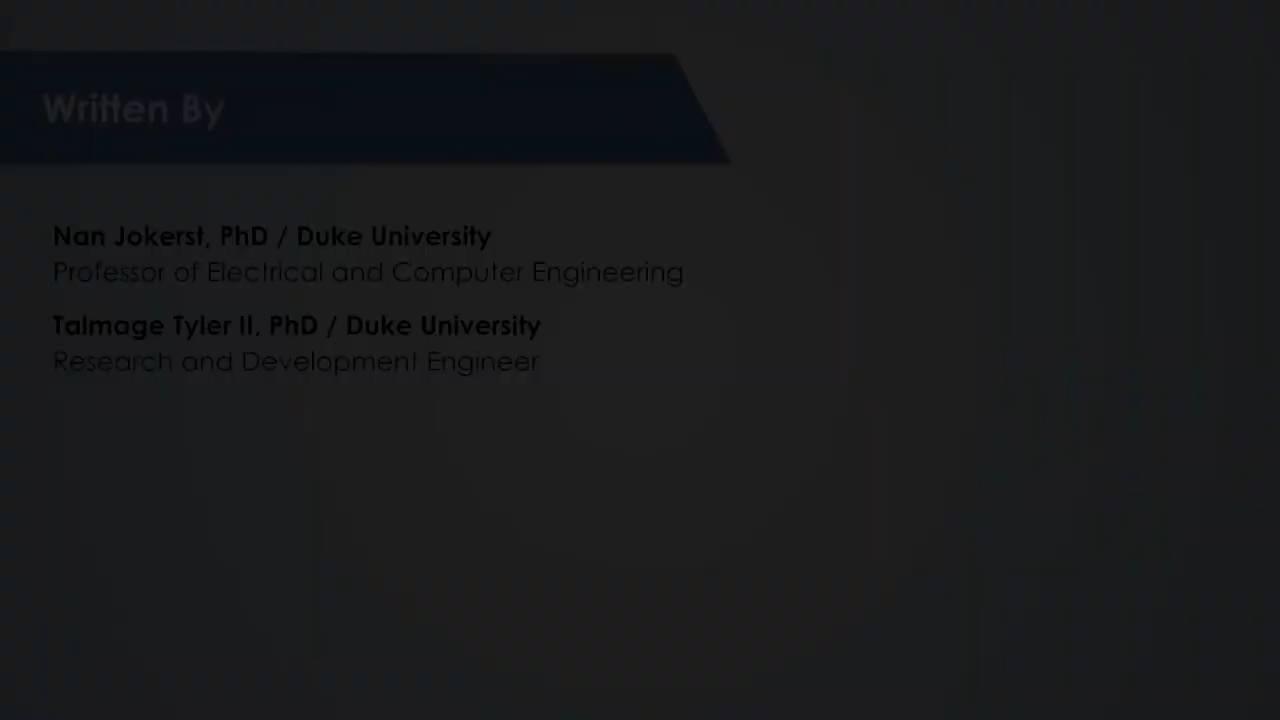 Written By
Nan Jokerst, PhD / Duke University
Professor of Electrical and Computer Engineering
Talmage Tyler II, PhD / Duke University
Research and Development Engineer